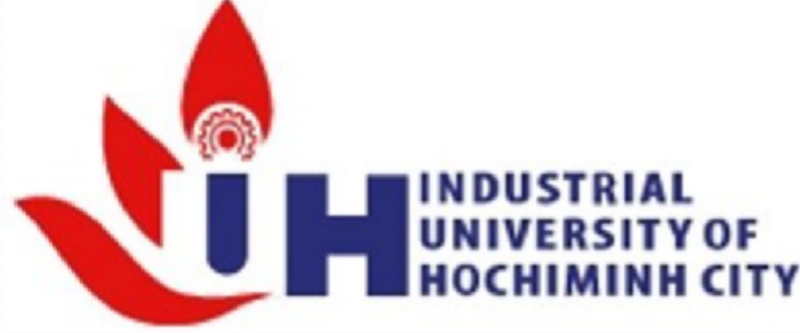 IUH
INDUSTRIAL
UNIVERSITY OF
HOCHIMINH CITY